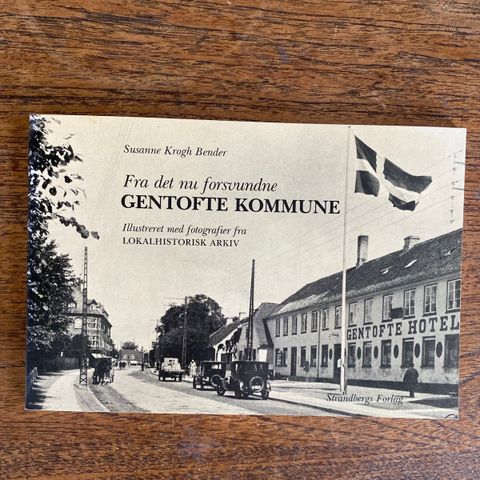 Susanne Krogh Bender
Fra det nu forsvundne
GENTOFTE KOMMUNE
Illustreret med fotografier fra
LOKALHISTORISK ARKIV
GENTOFTE HOTEL
Strandbergs Forlag